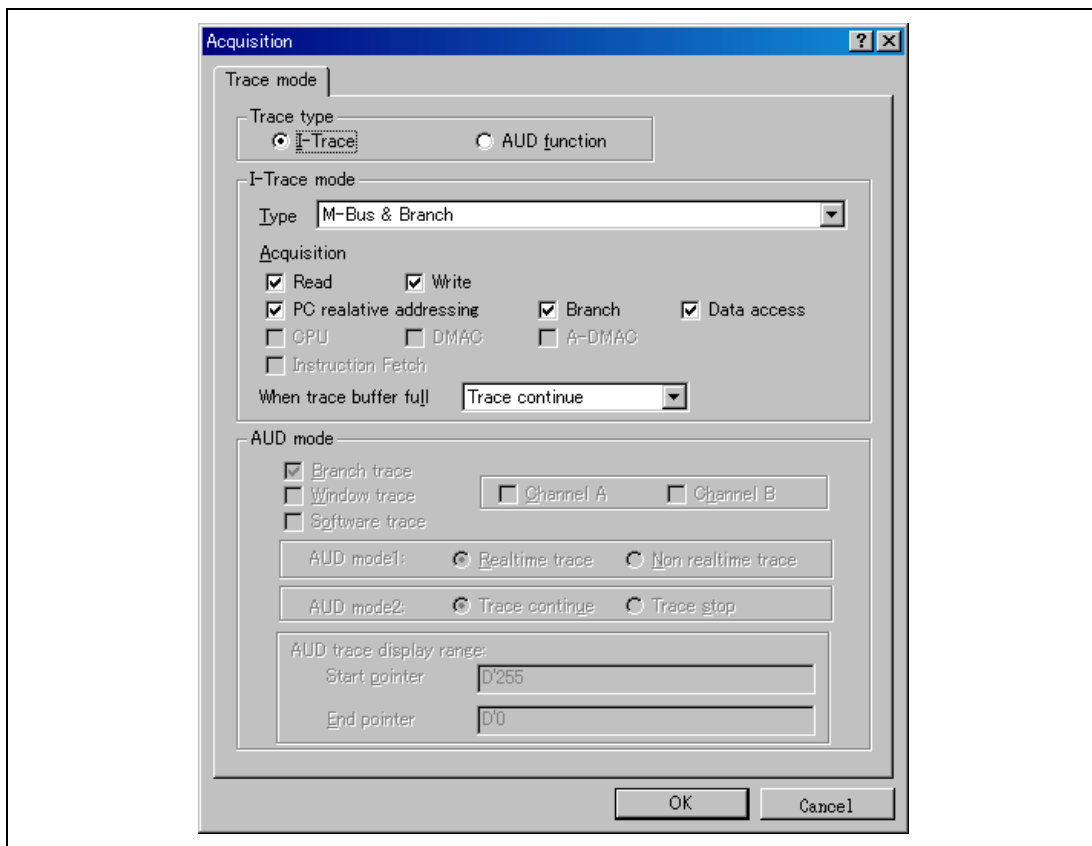 Acquisition
Trace mode
Trace type
I-Trace AUD function
I-Trace mode
Type M-Bus & Branch
Acquisition
Read Write
PC realative addressing Branch Data access
CPU DMAC A-DMAC
Instruction Fetch
When trace buffer full Trace continue
AUD mode
Branch trace
Window trace Channel A Channel B
Software trace
AUD mode1: Realtime trace Non realtime trace
AUD mode2: Trace continue Trace stop
AUD trace display range:
Start pointer D'255
End pointer D'0
OK Cancel